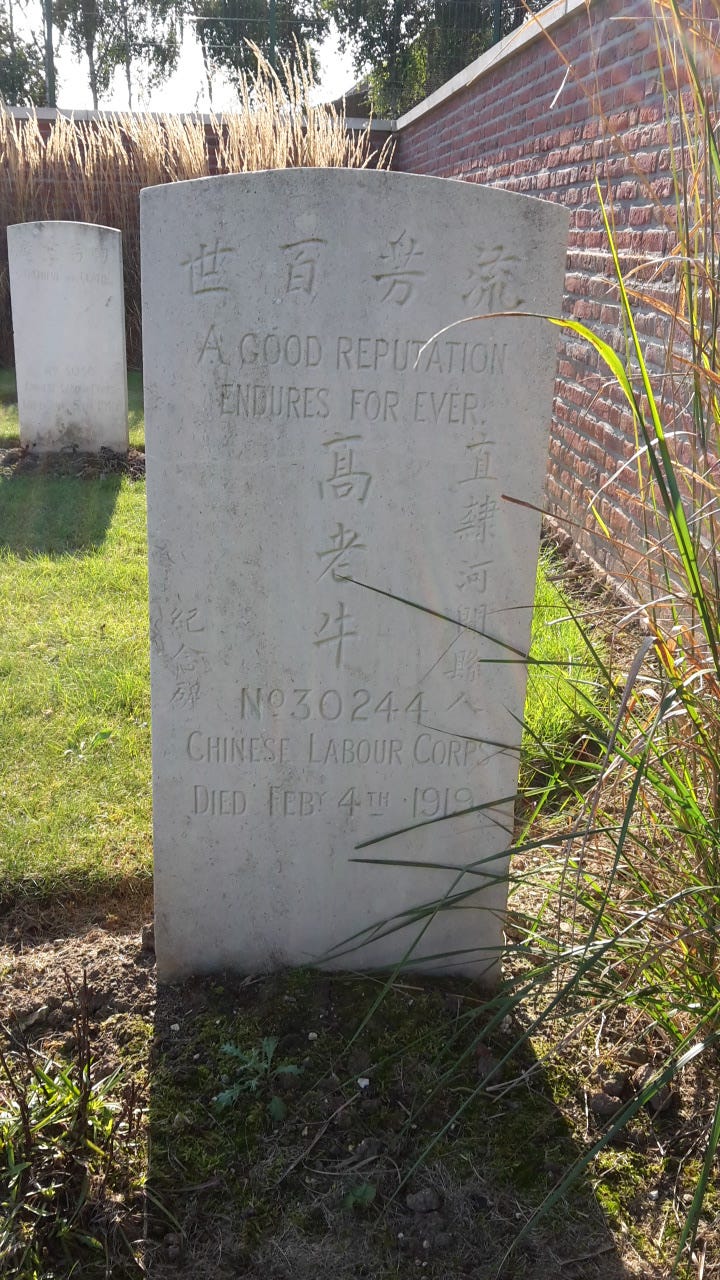 流芳百世
A GOOD REPUTATION
ENDURES FOR EVER
直隸河間縣人
髙老牛
紀念碑
No 30244
CHINESE LABOUR CORPS
DIED FEBY 4TH 1919